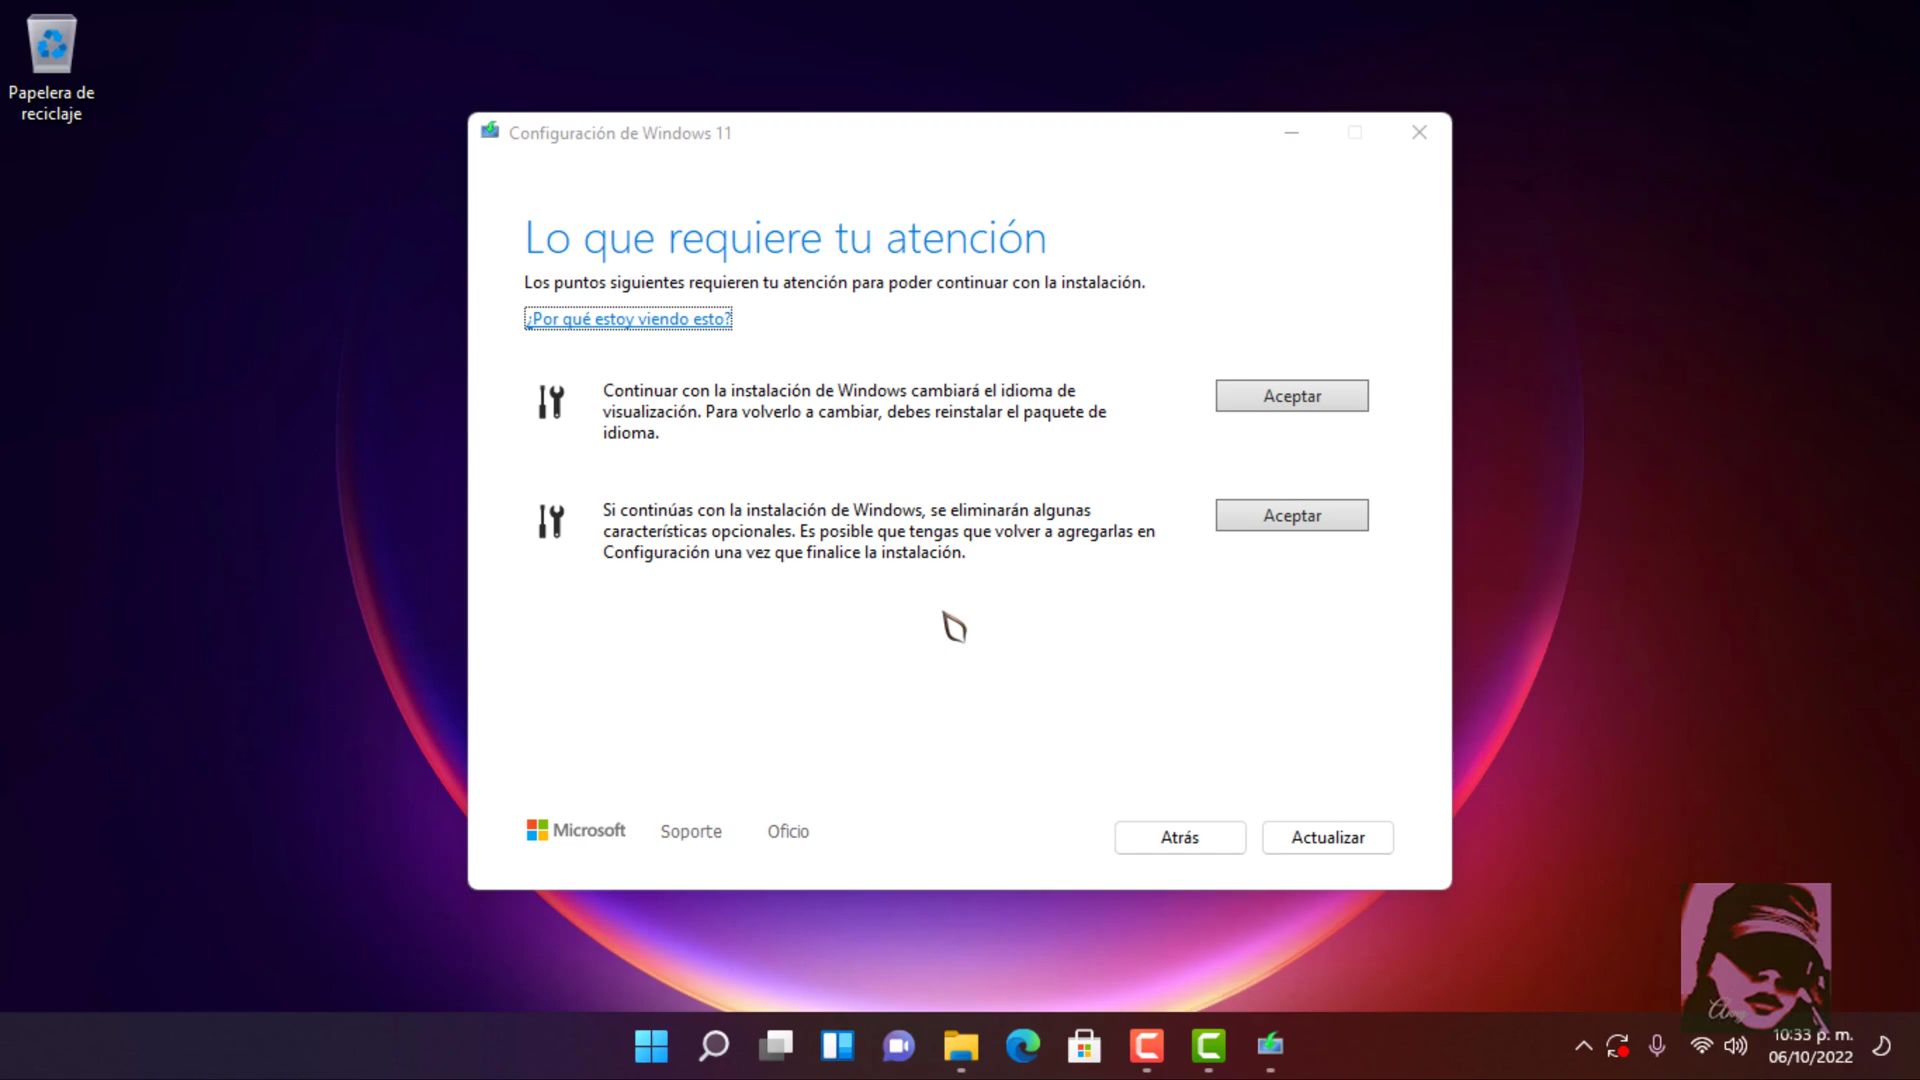 Papelera de
reciclaje
Configuración de Windows 11
Lo que requiere tu atención
Los puntos siguientes requieren tu atención para poder continuar con la instalación.
¿Por qué estoy viendo esto?
Continuar con la instalación de Windows cambiará el idioma de
visualización. Para volverlo a cambiar, debes reinstalar el paquete de
idioma.
Aceptar
Si continúas con la instalación de Windows, se eliminarán algunas
características opcionales. Es posible que tengas que volver a agregarlas en
Configuración una vez que finalice la instalación.
Aceptar
Microsoft
Soporte
Oficio
Atrás
Actualizar
10:33 p. m.
06/10/2022